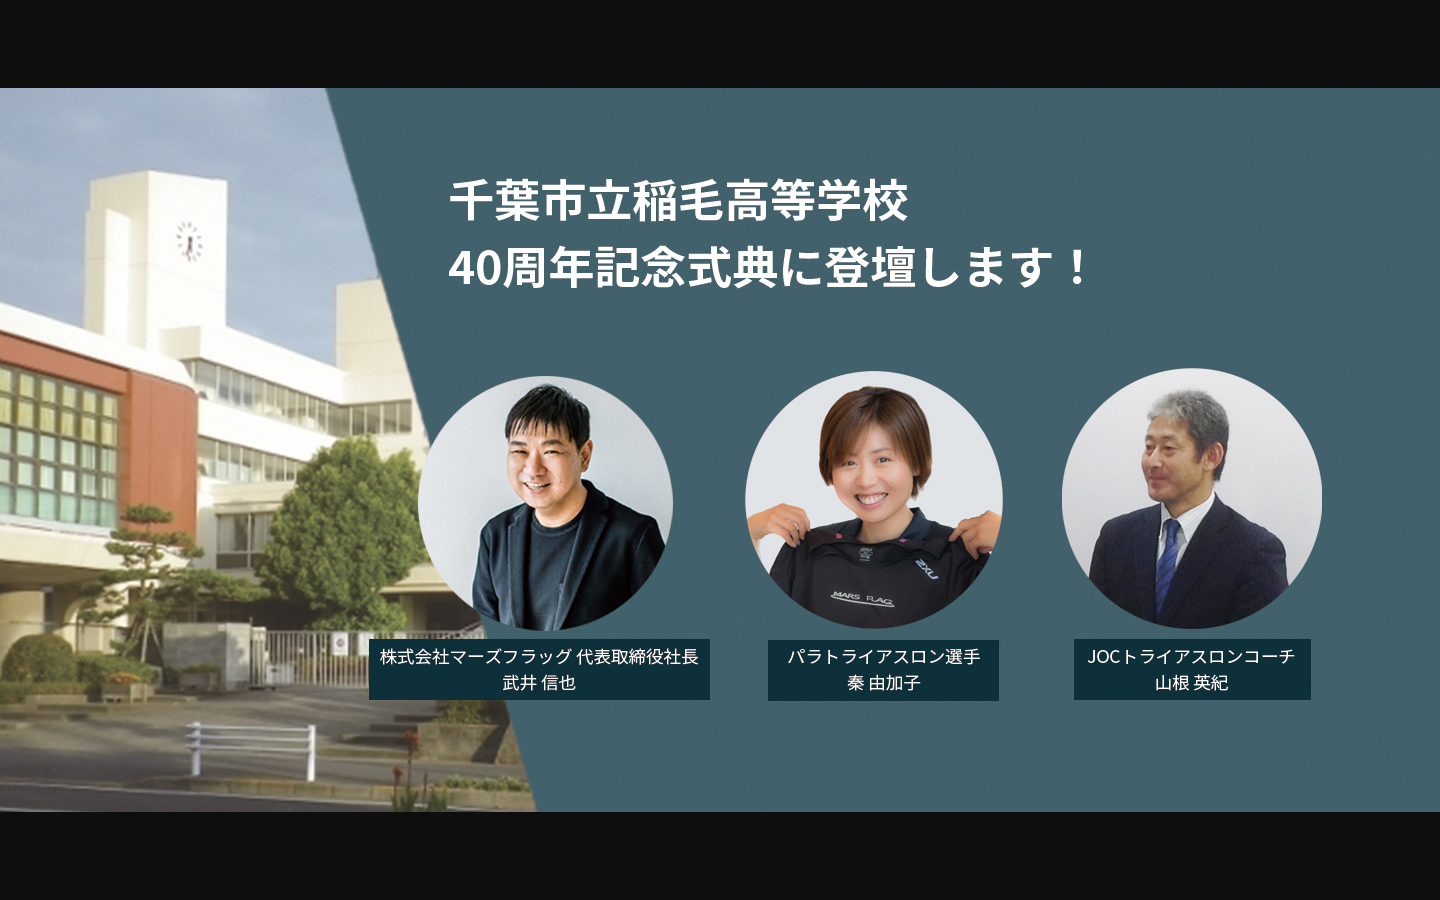 千葉市立稲毛高等学校
40周年記念式典に登壇します！
2XU
MARS FLAG
株式会社マーズフラッグ 代表取締役社長
武井 信也
パラトライアスロン選手
秦 由加子
JOCトライアスロンコーチ
山根 英紀